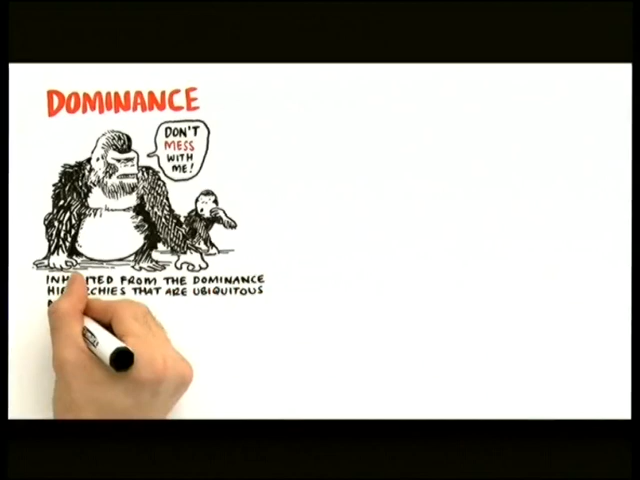 DOMINANCE
DON'T
MESS
WITH
ME!
FROM THE DOMINANCE
THAT ARE UBIQUITOUS